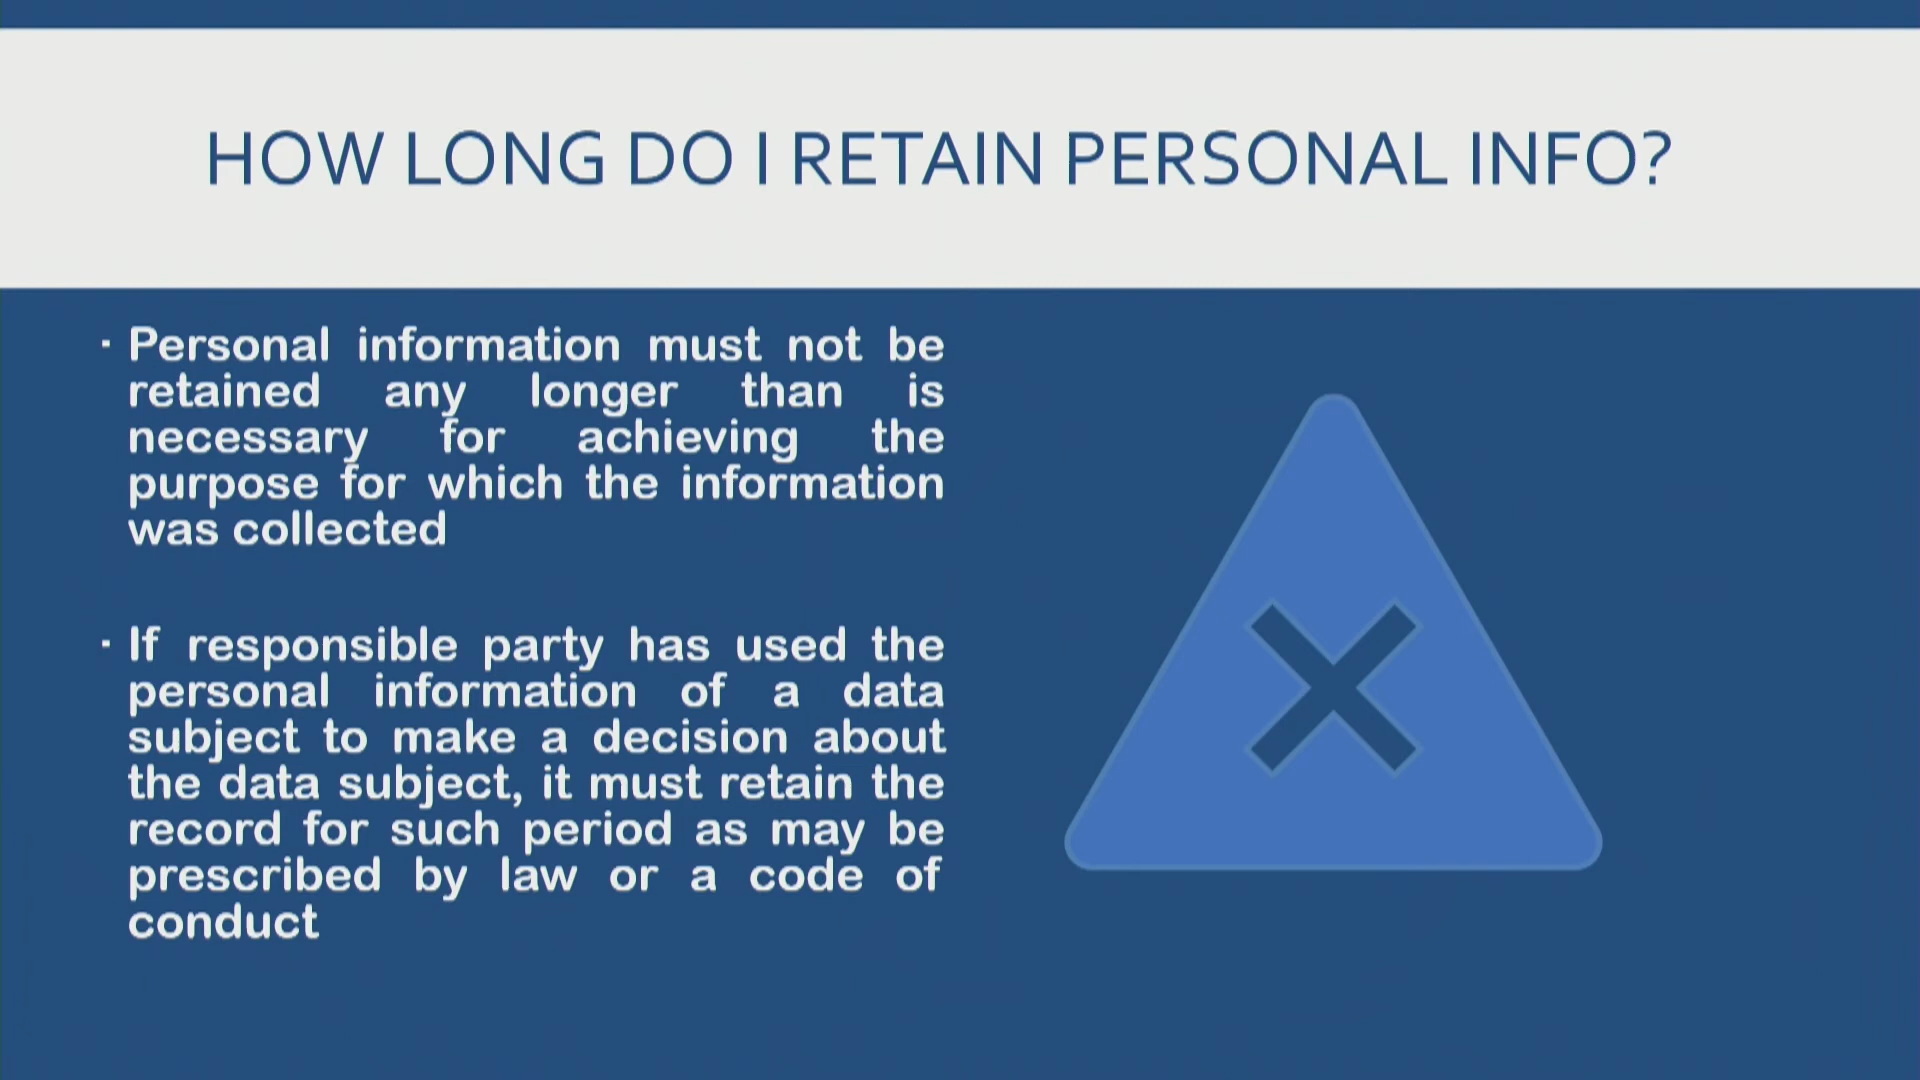 HOW LONG DO I RETAIN PERSONAL INFO?
· Personal information must not be
retained any longer than is
necessary for achieving the
purpose for which the information
was collected
· If responsible party has used the
personal information of a data
subject to make a decision about
the data subject, it must retain the
record for such period as may be
prescribed by law or a code of
conduct